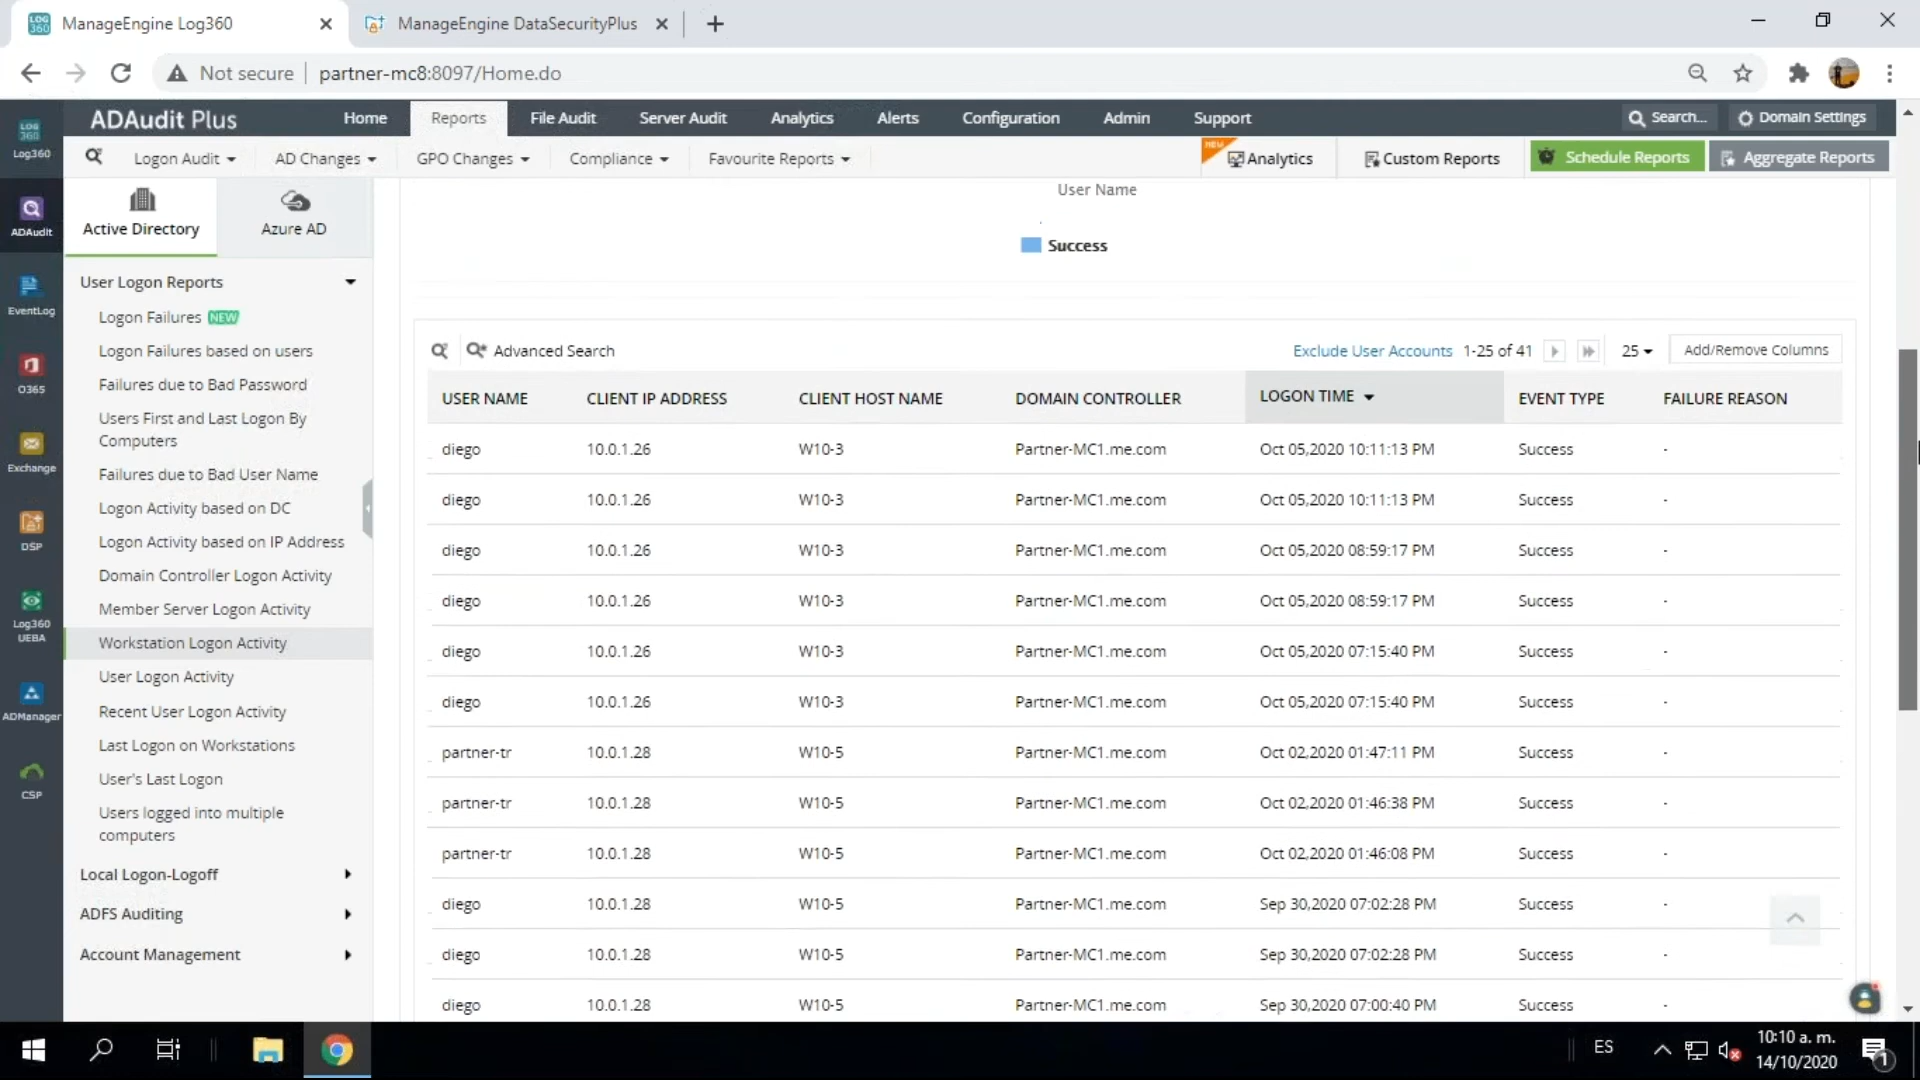 ManageEngine Log360
ManageEngine DataSecurityPlus
Not secure
partner-mc8:8097/Home.do
LOG 360
Log360
ADAudit Plus
Home
Reports
File Audit
Server Audit
Analytics
Alerts
Configuration
Admin
Support
Search...
Domain Settings
Logon Audit
AD Changes
GPO Changes
Compliance
Favourite Reports
NEW
Analytics
Custom Reports
Schedule Reports
Aggregate Reports
ADAudit
EventLog
O365
Exchange
DSP
Log360
UEBA
ADManager
CSP
Active Directory
Azure AD
User Logon Reports
Logon Failures NEW
Logon Failures based on users
Failures due to Bad Password
Users First and Last Logon By
Computers
Failures due to Bad User Name
Logon Activity based on DC
Logon Activity based on IP Address
Domain Controller Logon Activity
Member Server Logon Activity
Workstation Logon Activity
User Logon Activity
Recent User Logon Activity
Last Logon on Workstations
User's Last Logon
Users logged into multiple
computers
Local Logon-Logoff
ADFS Auditing
Account Management
User Name
Success
Advanced Search
Exclude User Accounts 1-25 of 41
25
Add/Remove Columns
USER NAME CLIENT IP ADDRESS CLIENT HOST NAME DOMAIN CONTROLLER LOGON TIME EVENT TYPE FAILURE REASON
diego 10.0.1.26 W10-3 Partner-MC1.me.com Oct 05,2020 10:11:13 PM Success -
diego 10.0.1.26 W10-3 Partner-MC1.me.com Oct 05,2020 10:11:13 PM Success -
diego 10.0.1.26 W10-3 Partner-MC1.me.com Oct 05,2020 08:59:17 PM Success -
diego 10.0.1.26 W10-3 Partner-MC1.me.com Oct 05,2020 08:59:17 PM Success -
diego 10.0.1.26 W10-3 Partner-MC1.me.com Oct 05,2020 07:15:40 PM Success -
diego 10.0.1.26 W10-3 Partner-MC1.me.com Oct 05,2020 07:15:40 PM Success -
partner-tr 10.0.1.28 W10-5 Partner-MC1.me.com Oct 02,2020 01:47:11 PM Success -
partner-tr 10.0.1.28 W10-5 Partner-MC1.me.com Oct 02,2020 01:46:38 PM Success -
partner-tr 10.0.1.28 W10-5 Partner-MC1.me.com Oct 02,2020 01:46:08 PM Success -
diego 10.0.1.28 W10-5 Partner-MC1.me.com Sep 30,2020 07:02:28 PM Success -
diego 10.0.1.28 W10-5 Partner-MC1.me.com Sep 30,2020 07:02:28 PM Success -
diego 10.0.1.28 W10-5 Partner-MC1.me.com Sep 30,2020 07:00:40 PM Success -
ES
10:10 a. m.
14/10/2020
1